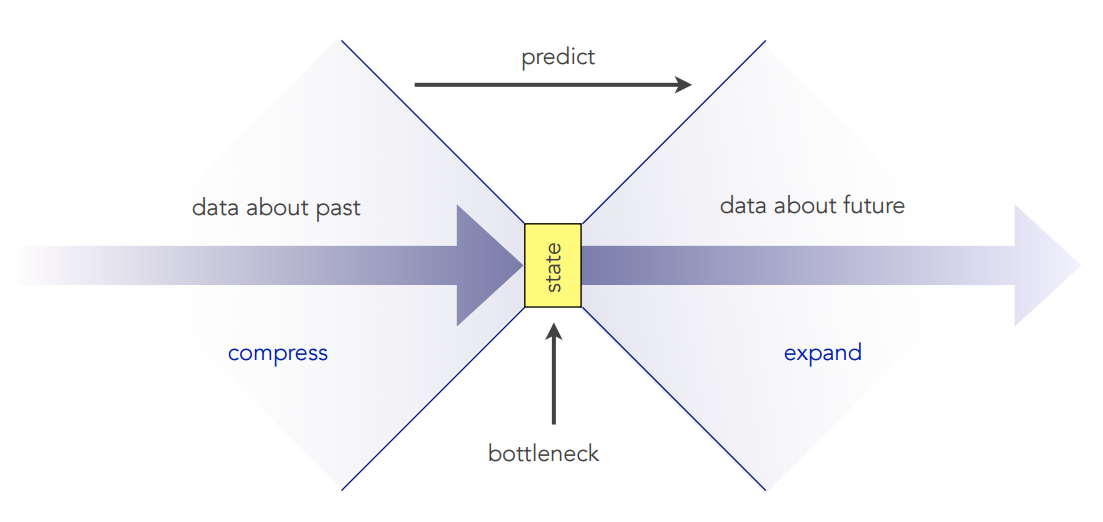 predict
data about past
data about future
state
compress
expand
bottleneck